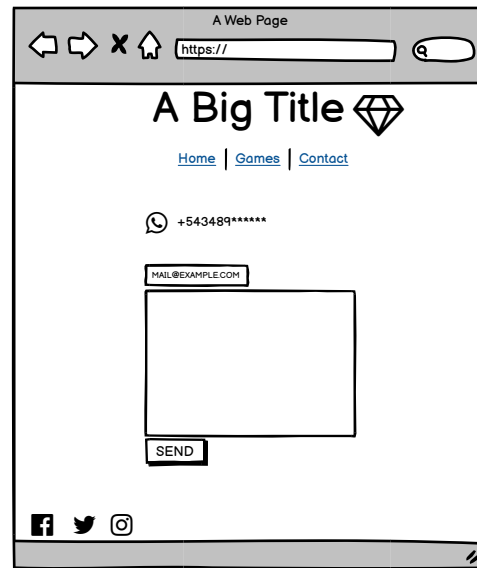 A Web Page
https://
A Big Title
Home | Games | Contact
+543489******
MAIL@EXAMPLE.COM
SEND